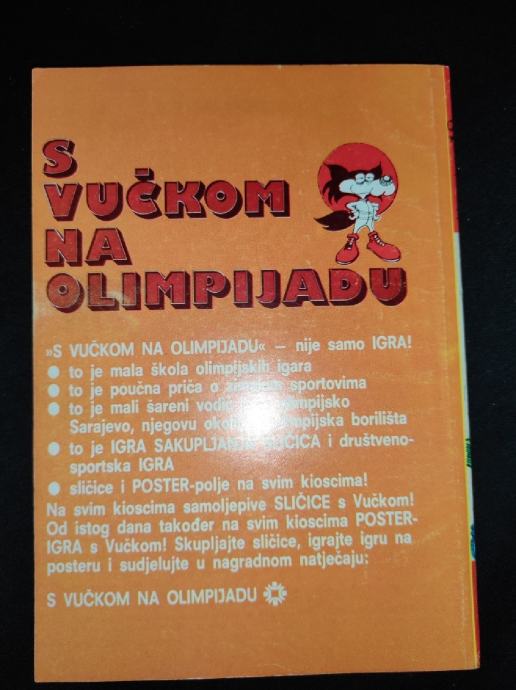 S
VUČKOM
NA
OLIMPIJADU
»S VUČKOM NA OLIMPIJADU« — nije samo IGRA!
● to je mala škola olimpijskih igara
● to je poučna priča o zimskim sportovima
● to je mali šareni vodič olimpijsko
Sarajevo, njegovu okolicu olimpijska borilišta
● to je IGRA SAKUPLJANJA SLIČICA i društveno-
sportska IGRA
● sličice i POSTER-polje na svim kioscima!
Na svim kioscima samoljepive SLIČICE s Vučkom!
Od istog dana također na svim kioscima POSTER-
IGRA s Vučkom! Skupljajte sličice, igrajte igru na
posteru i sudjelujte u nagradnom natječaju:
S VUČKOM NA OLIMPIJADU